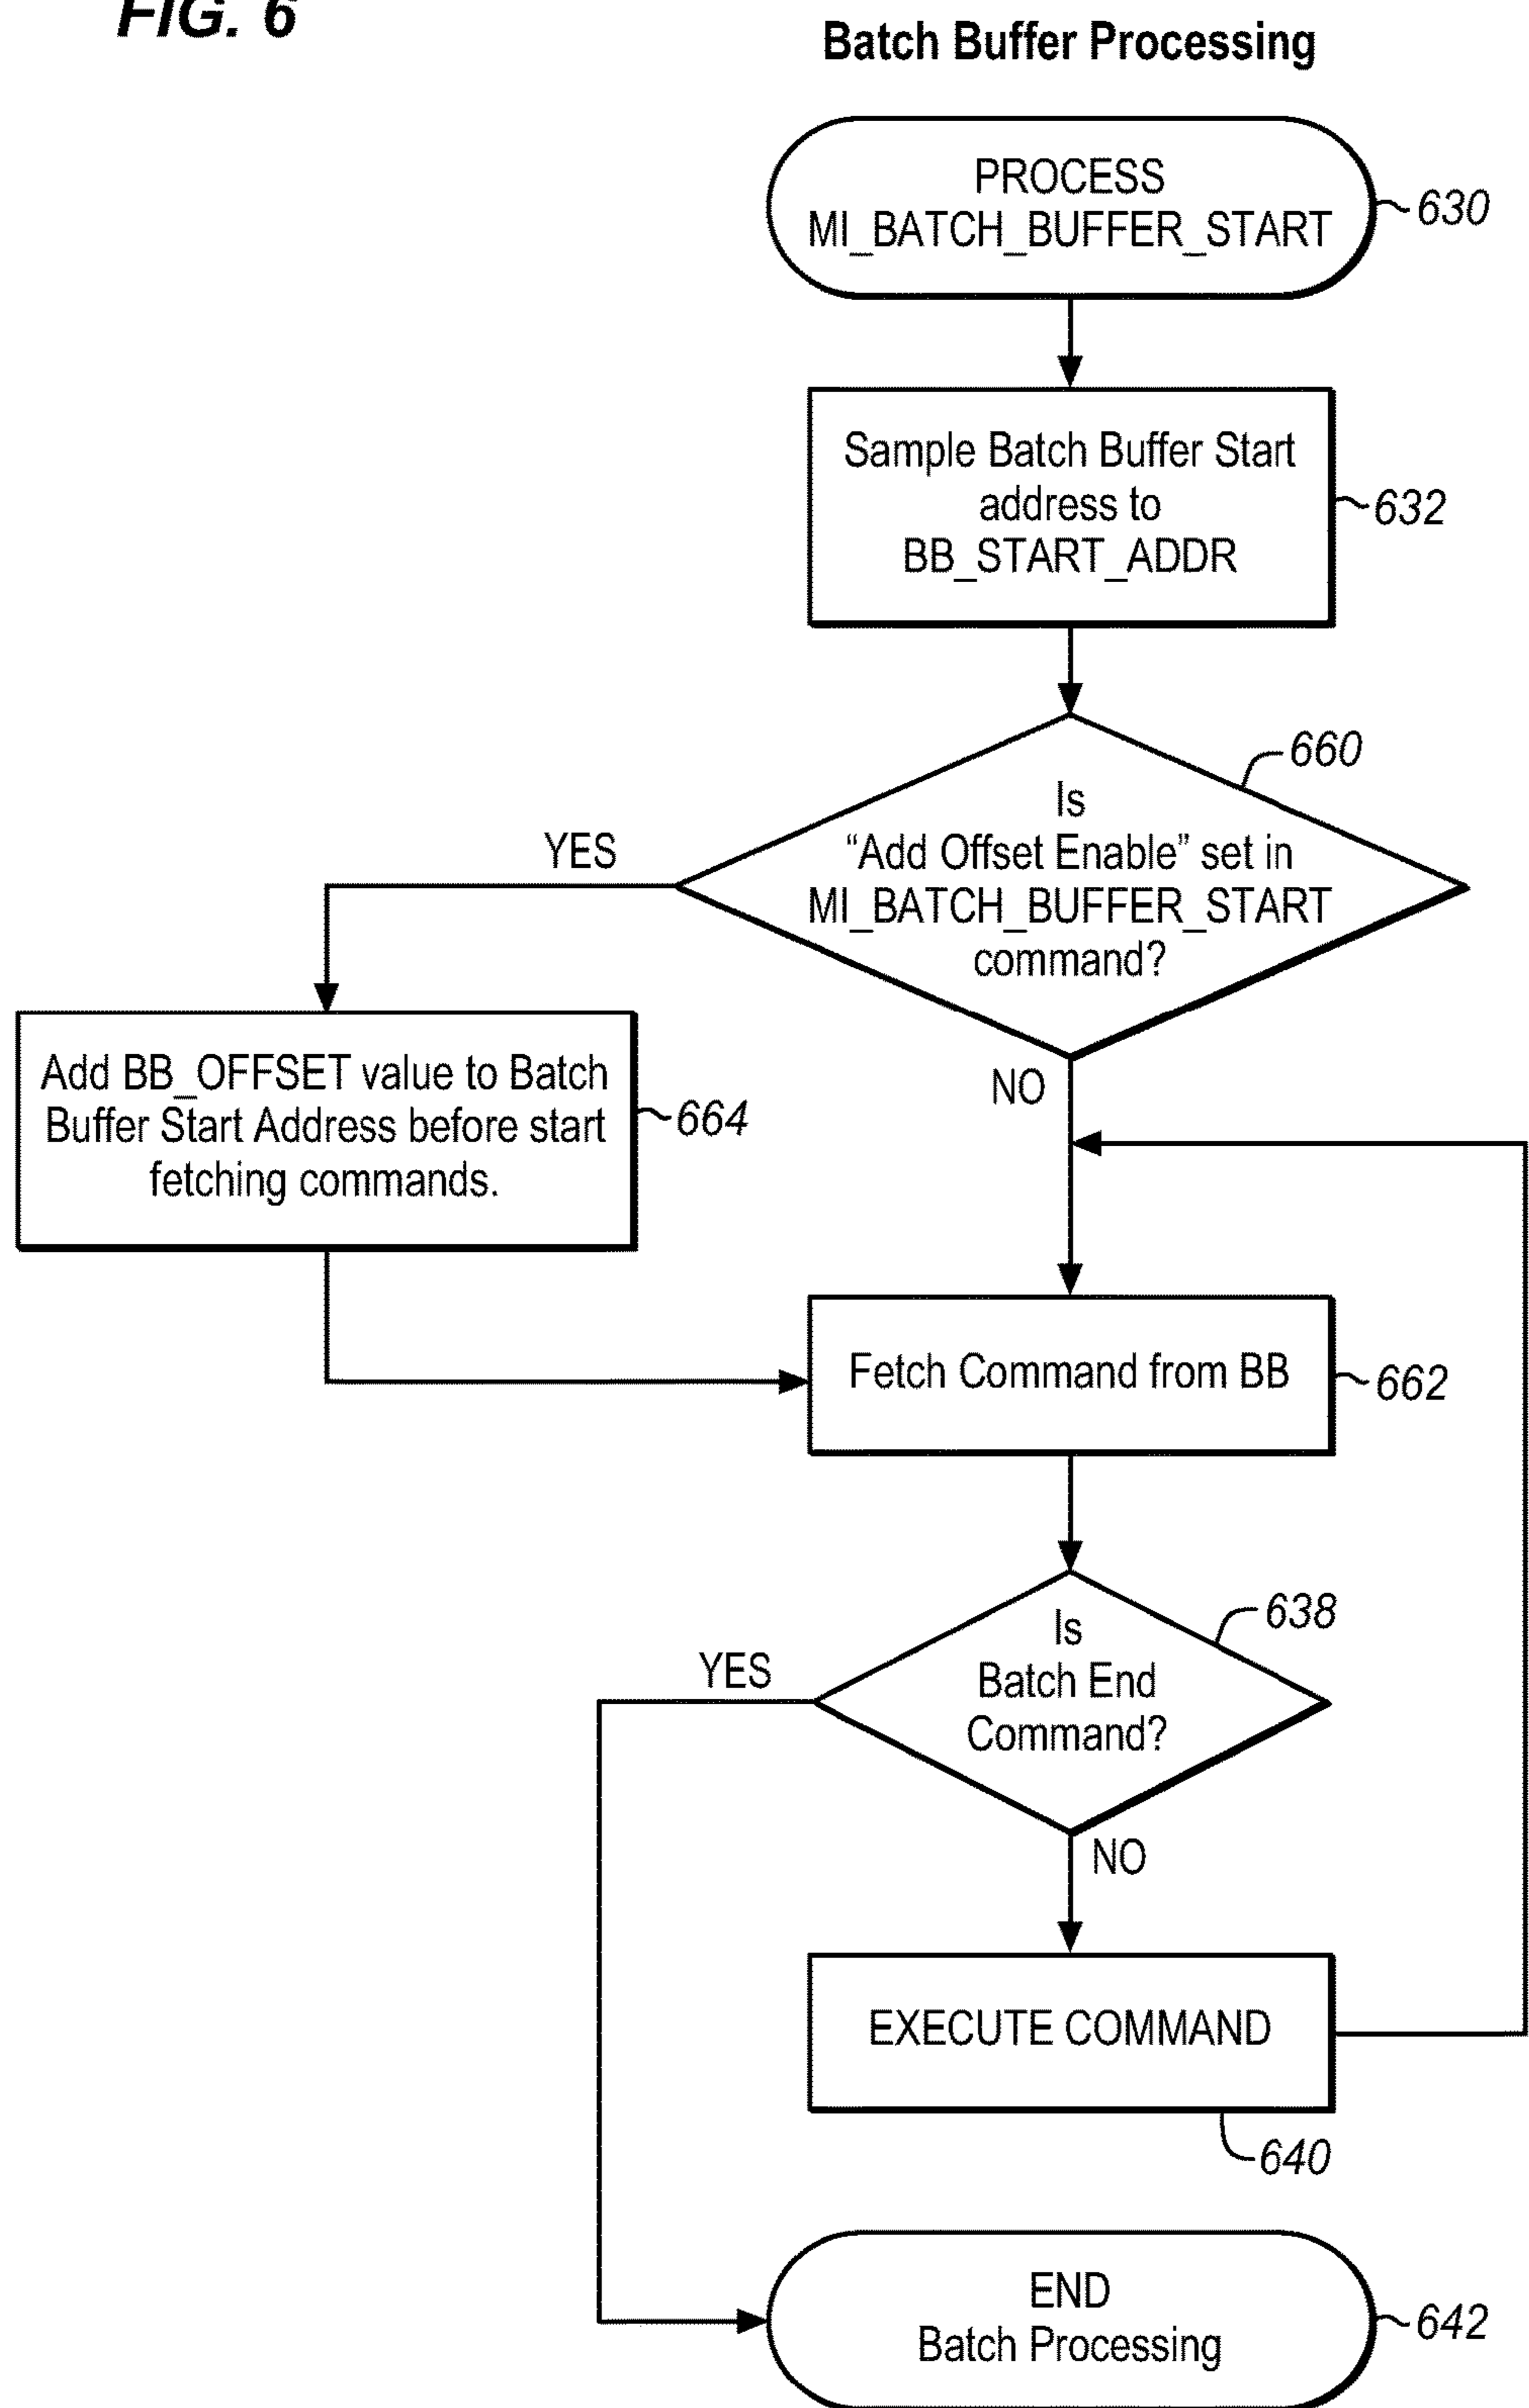 FIG. 6
Batch Buffer Processing
PROCESS
MI_BATCH_BUFFER_START
630
Sample Batch Buffer Start
address to
BB_START_ADDR
632
660
Is
“Add Offset Enable” set in
MI_BATCH_BUFFER_START
command?
YES
NO
Add BB_OFFSET value to Batch
Buffer Start Address before start
fetching commands.
664
Fetch Command from BB
662
638
Is
Batch End
Command?
YES
NO
EXECUTE COMMAND
640
END
Batch Processing
642